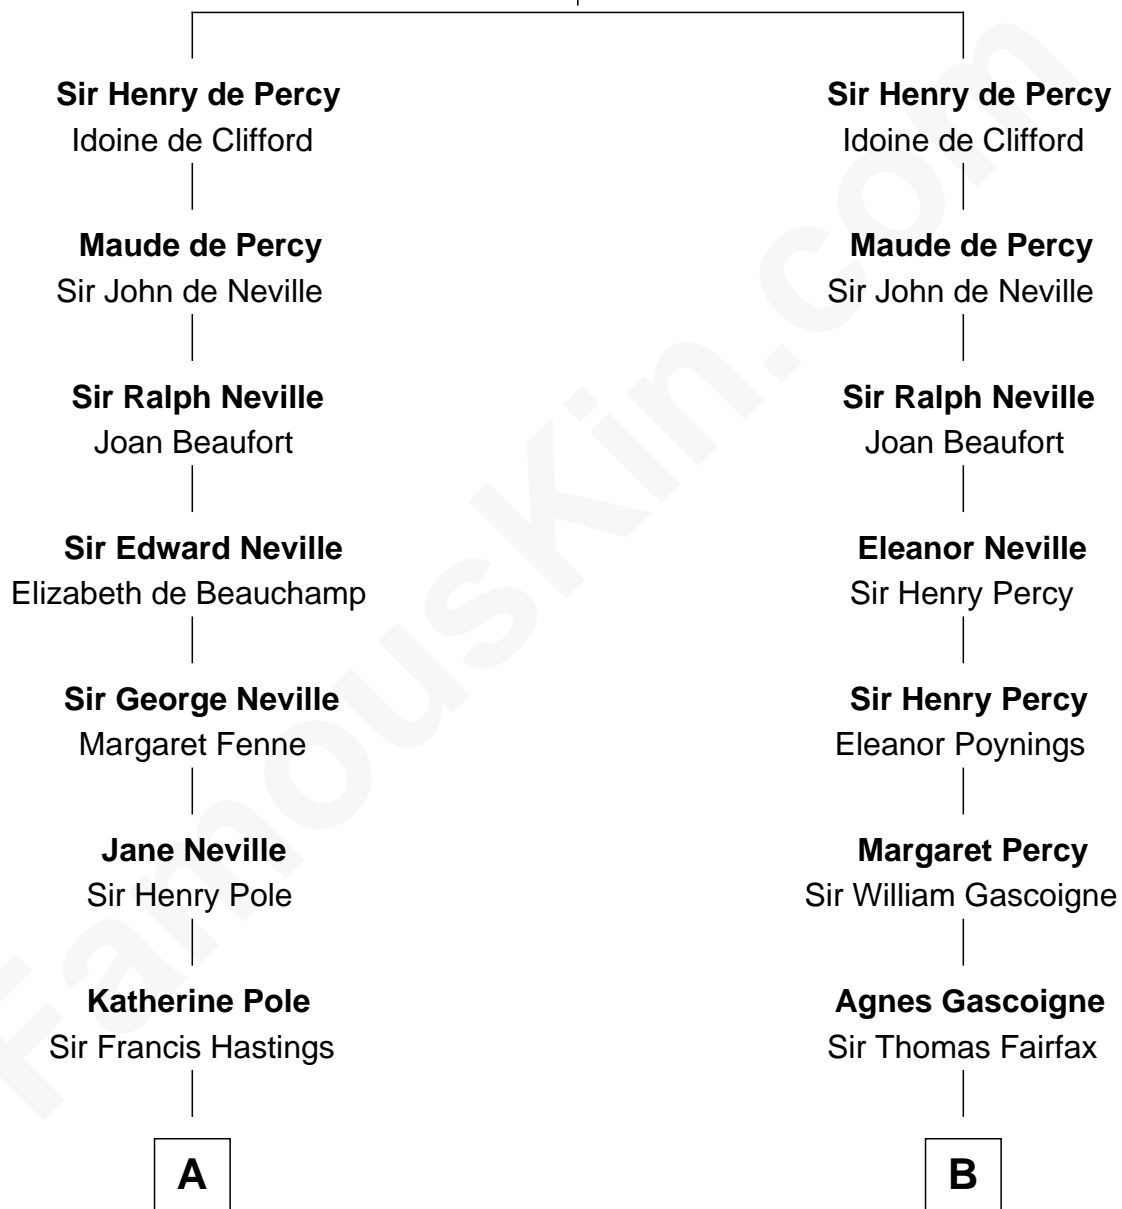 Sir Henry de Percy
Idoine de Clifford
Maude de Percy
Sir John de Neville
Sir Ralph Neville
Joan Beaufort
Sir Edward Neville
Elizabeth de Beauchamp
Sir George Neville
Margaret Fenne
Jane Neville
Sir Henry Pole
Katherine Pole
Sir Francis Hastings
A
Sir Henry de Percy
Idoine de Clifford
Maude de Percy
Sir John de Neville
Sir Ralph Neville
Joan Beaufort
Eleanor Neville
Sir Henry Percy
Sir Henry Percy
Eleanor Poynings
Margaret Percy
Sir William Gascoigne
Agnes Gascoigne
Sir Thomas Fairfax
B
FamousKin.com